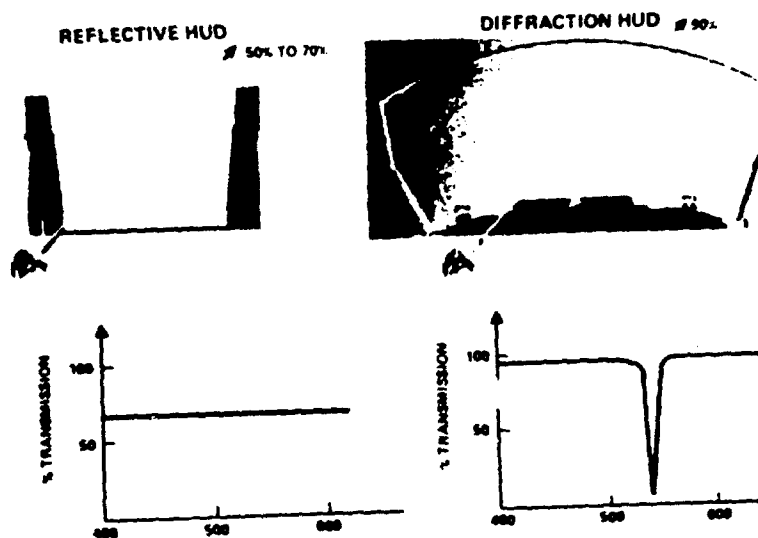 REFLECTIVE HUD
50% TO 70%
DIFFRACTION HUD
90%
% TRANSMISSION
100
50
400
500
600
% TRANSMISSION
100
50
400
500
600